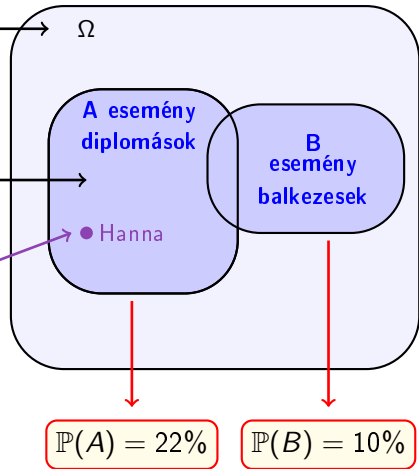 Ω
A esemény
diplomások
B
esemény
balkezesek
Hanna
ℙ(A) = 22%
ℙ(B) = 10%